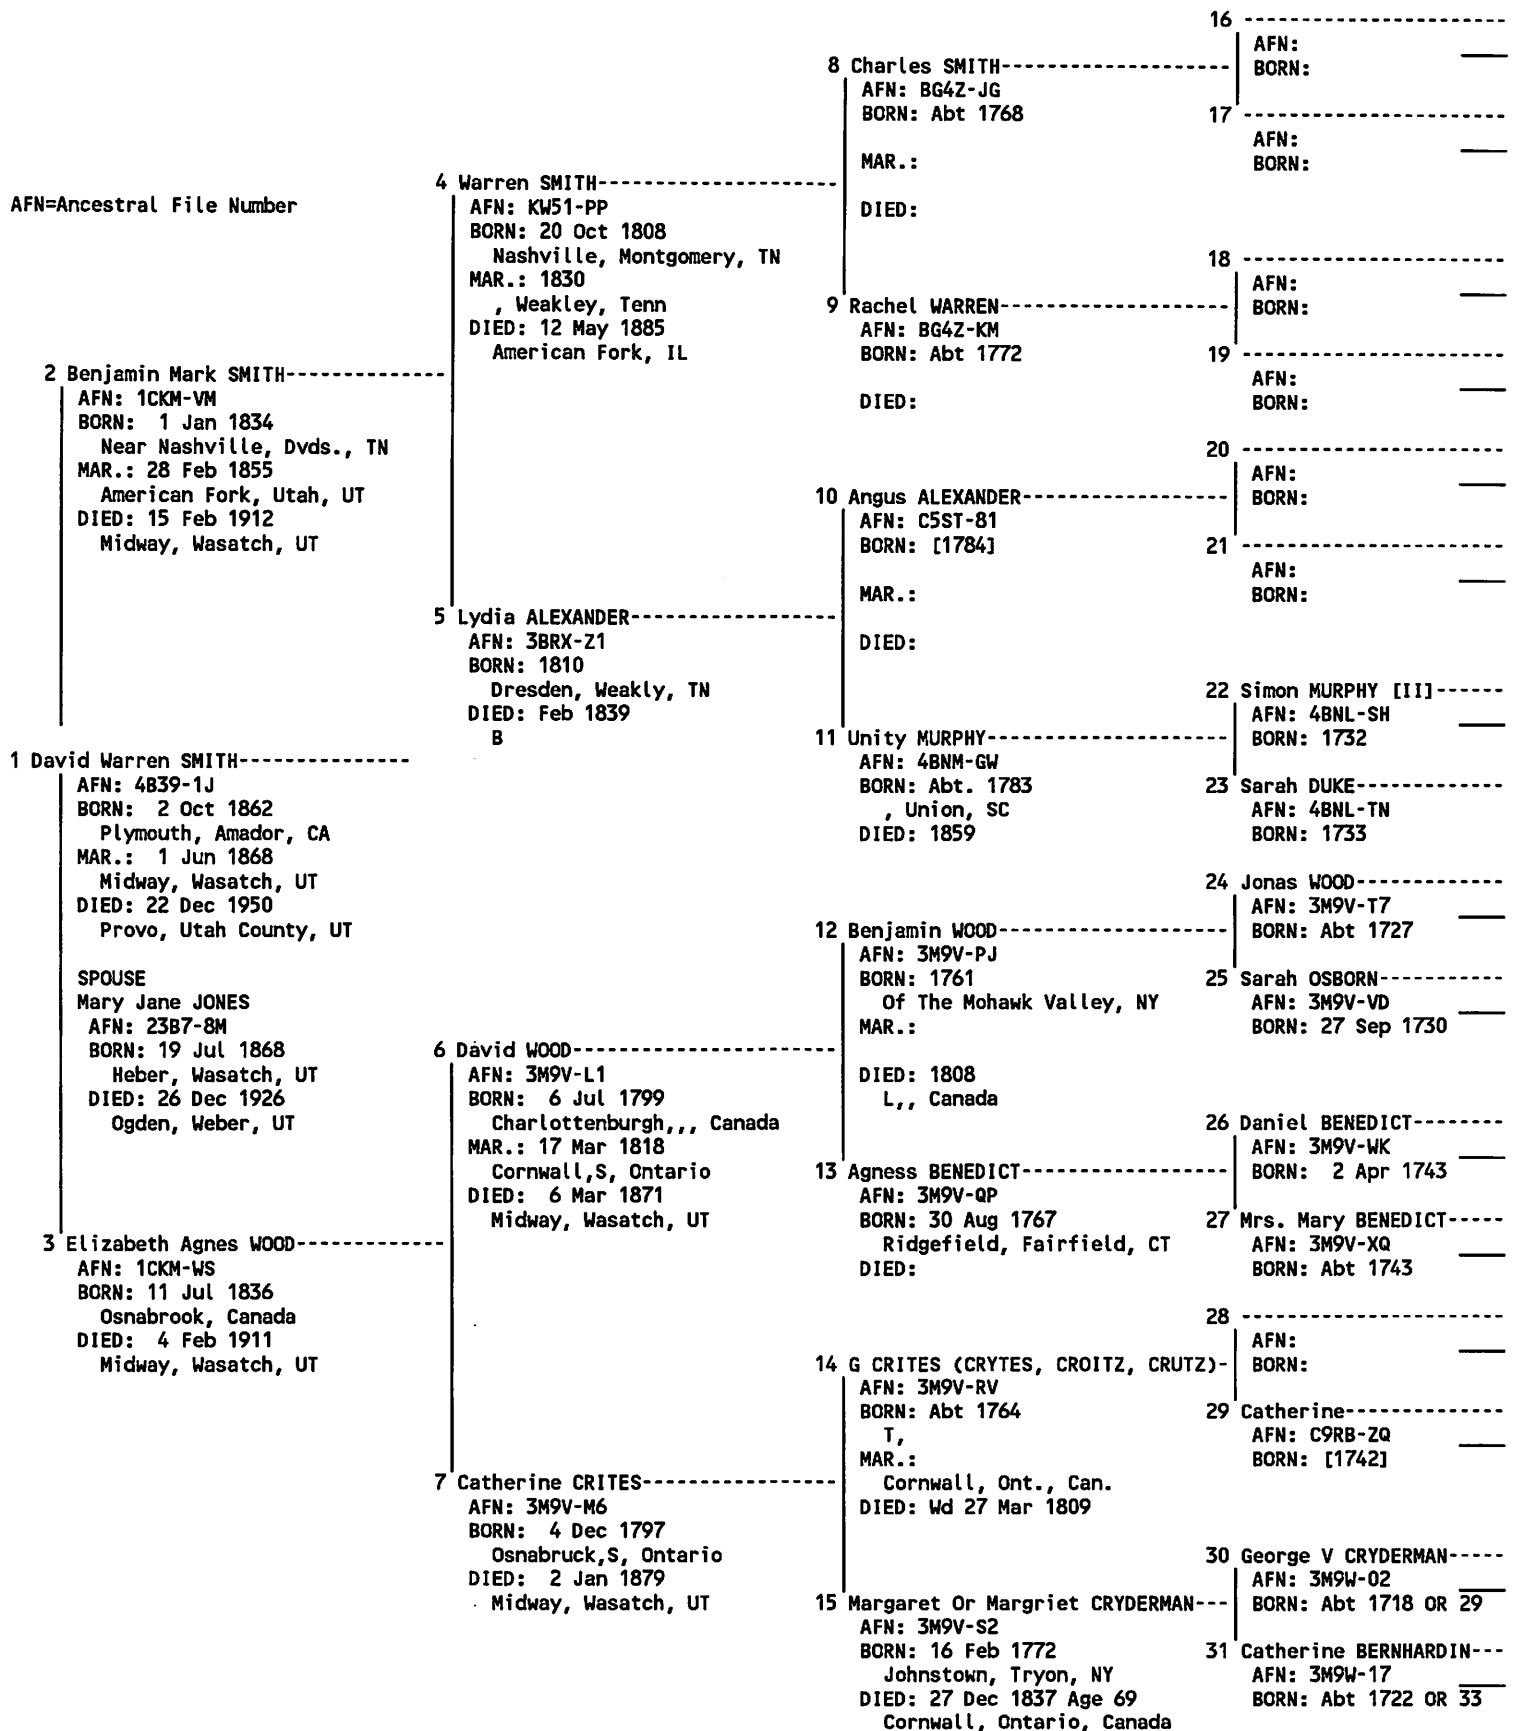 AFN=Ancestral File Number
1 David Warren SMITH---------------
AFN: 4B39-1J
BORN: 2 Oct 1862
Plymouth, Amador, CA
MAR.: 1 Jun 1868
Midway, Wasatch, UT
DIED: 22 Dec 1950
Provo, Utah County, UT
SPOUSE
Mary Jane JONES
AFN: 23B7-8M
BORN: 19 Jul 1868
Heber, Wasatch, UT
DIED: 26 Dec 1926
Ogden, Weber, UT
2 Benjamin Mark SMITH--------------
AFN: 1CKM-VM
BORN: 1 Jan 1834
Near Nashville, Dvds., TN
MAR.: 28 Feb 1855
American Fork, Utah, UT
DIED: 15 Feb 1912
Midway, Wasatch, UT
3 Elizabeth Agnes WOOD-------------
AFN: 1CKM-WS
BORN: 11 Jul 1836
Osnabrook, Canada
DIED: 4 Feb 1911
Midway, Wasatch, UT
4 Warren SMITH---------------------
AFN: KW51-PP
BORN: 20 Oct 1808
Nashville, Montgomery, TN
MAR.: 1830
, Weakley, Tenn
DIED: 12 May 1885
American Fork, IL
5 Lydia ALEXANDER------------------
AFN: 3BRX-Z1
BORN: 1810
Dresden, Weakly, TN
DIED: Feb 1839
B
6 David WOOD-----------------------
AFN: 3M9V-L1
BORN: 6 Jul 1799
Charlottenburgh,,, Canada
MAR.: 17 Mar 1818
Cornwall,S, Ontario
DIED: 6 Mar 1871
Midway, Wasatch, UT
7 Catherine CRITES-----------------
AFN: 3M9V-M6
BORN: 4 Dec 1797
Osnabruck,S, Ontario
DIED: 2 Jan 1879
Midway, Wasatch, UT
8 Charles SMITH--------------------
AFN: BG4Z-JG
BORN: Abt 1768
MAR.:
DIED:
9 Rachel WARREN--------------------
AFN: BG4Z-KM
BORN: Abt 1772
DIED:
10 Angus ALEXANDER------------------
AFN: C5ST-81
BORN: [1784]
MAR.:
DIED:
11 Unity MURPHY---------------------
AFN: 4BNM-GW
BORN: Abt. 1783
, Union, SC
DIED: 1859
12 Benjamin WOOD--------------------
AFN: 3M9V-PJ
BORN: 1761
Of The Mohawk Valley, NY
MAR.:
DIED: 1808
L,, Canada
13 Agness BENEDICT------------------
AFN: 3M9V-QP
BORN: 30 Aug 1767
Ridgefield, Fairfield, CT
DIED:
14 G CRITES (CRYTES, CROITZ, CRUTZ)-
AFN: 3M9V-RV
BORN: Abt 1764
T,
MAR.:
Cornwall, Ont., Can.
DIED: Wd 27 Mar 1809
15 Margaret Or Margriet CRYDERMAN---
AFN: 3M9V-S2
BORN: 16 Feb 1772
Johnstown, Tryon, NY
DIED: 27 Dec 1837 Age 69
Cornwall, Ontario, Canada
16 -----------------------
AFN:
BORN:
17 -----------------------
AFN:
BORN:
18 -----------------------
AFN:
BORN:
19 -----------------------
AFN:
BORN:
20 -----------------------
AFN:
BORN:
21 -----------------------
AFN:
BORN:
22 Simon MURPHY [II]------
AFN: 4BNL-SH
BORN: 1732
23 Sarah DUKE-------------
AFN: 4BNL-TN
BORN: 1733
24 Jonas WOOD-------------
AFN: 3M9V-T7
BORN: Abt 1727
25 Sarah OSBORN-----------
AFN: 3M9V-VD
BORN: 27 Sep 1730
26 Daniel BENEDICT--------
AFN: 3M9V-WK
BORN: 2 Apr 1743
27 Mrs. Mary BENEDICT-----
AFN: 3M9V-XQ
BORN: Abt 1743
28 -----------------------
AFN:
BORN:
29 Catherine--------------
AFN: C9RB-ZQ
BORN: [1742]
30 George V CRYDERMAN-----
AFN: 3M9W-02
BORN: Abt 1718 OR 29
31 Catherine BERNHARDIN---
AFN: 3M9W-17
BORN: Abt 1722 OR 33